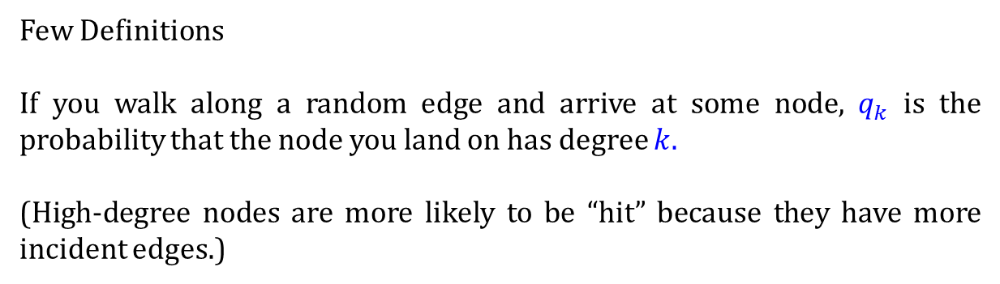 Few Definitions
If you walk along a random edge and arrive at some node, qₖ is the
probability that the node you land on has degree k.
(High-degree nodes are more likely to be “hit” because they have more
incident edges.)